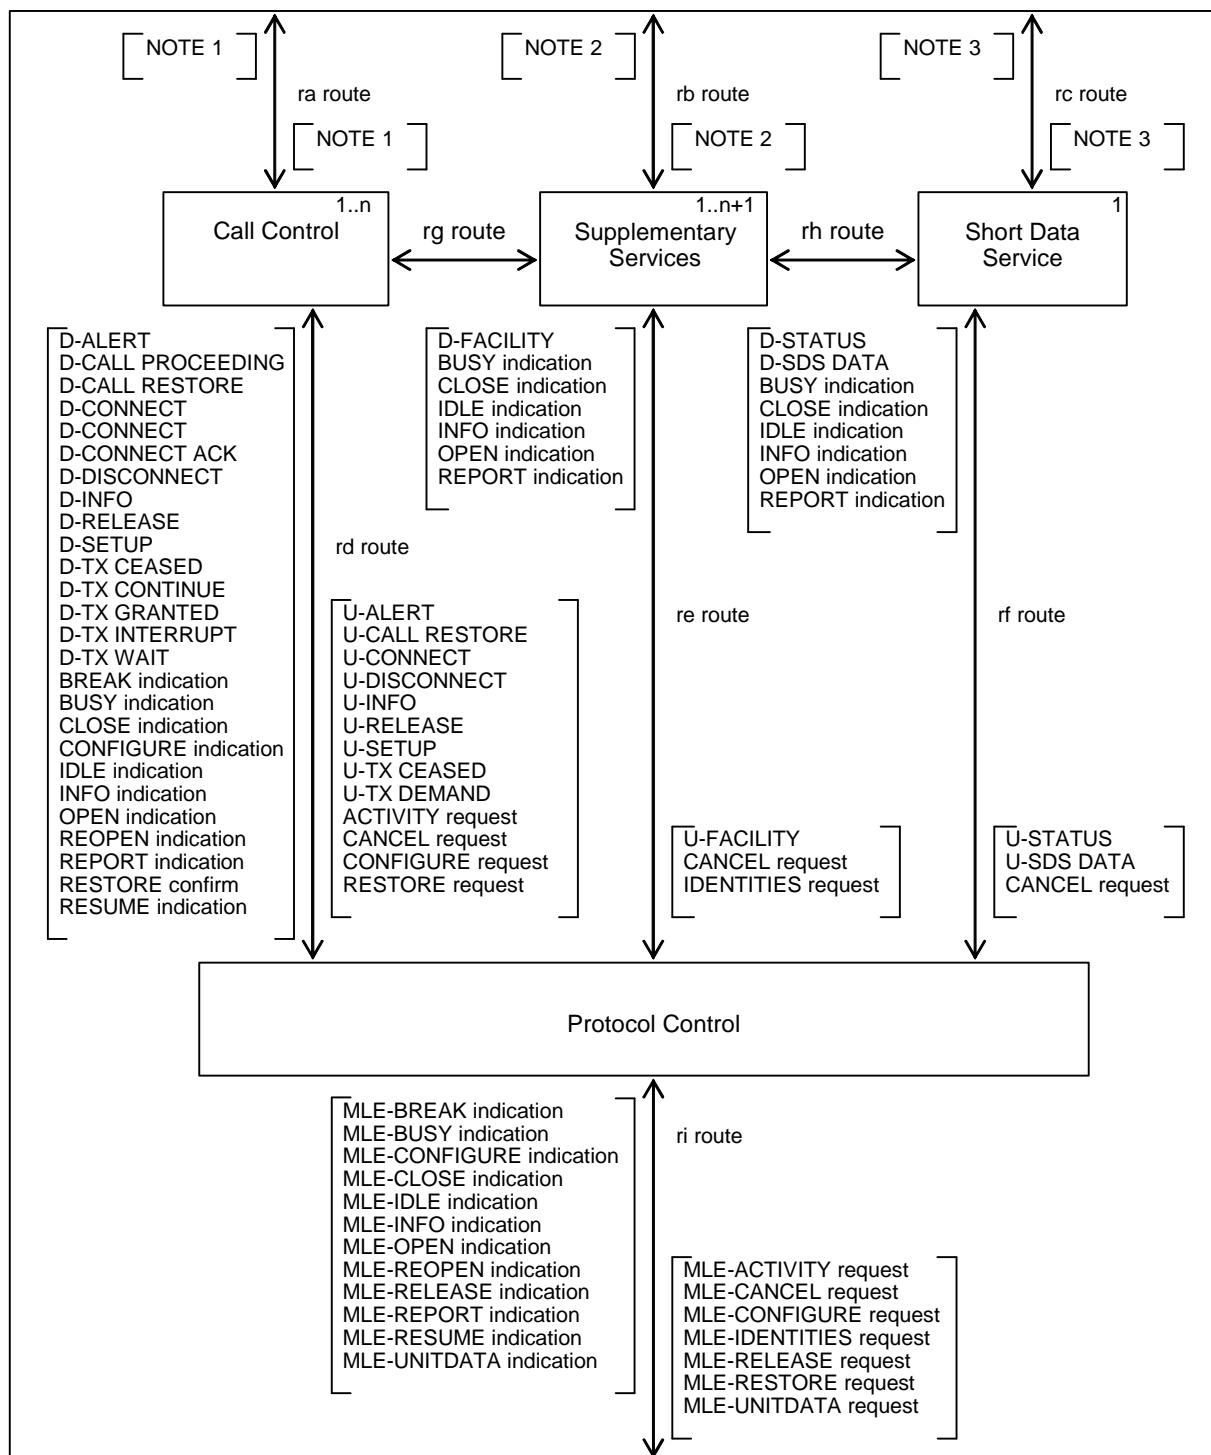 NOTE 1
NOTE 2
NOTE 3
ra route
rb route
rc route
NOTE 1
NOTE 2
NOTE 3
1..n
Call Control
rg route
1..n+1
Supplementary
Services
rh route
1
Short Data
Service
D-ALERT
D-CALL PROCEEDING
D-CALL RESTORE
D-CONNECT
D-CONNECT
D-CONNECT ACK
D-DISCONNECT
D-INFO
D-RELEASE
D-SETUP
D-TX CEASED
D-TX CONTINUE
D-TX GRANTED
D-TX INTERRUPT
D-TX WAIT
BREAK indication
BUSY indication
CLOSE indication
CONFIGURE indication
IDLE indication
INFO indication
OPEN indication
REOPEN indication
REPORT indication
RESTORE confirm
RESUME indication
rd route
U-ALERT
U-CALL RESTORE
U-CONNECT
U-DISCONNECT
U-INFO
U-RELEASE
U-SETUP
U-TX CEASED
U-TX DEMAND
ACTIVITY request
CANCEL request
CONFIGURE request
RESTORE request
D-FACILITY
BUSY indication
CLOSE indication
IDLE indication
INFO indication
OPEN indication
REPORT indication
re route
U-FACILITY
CANCEL request
IDENTITIES request
D-STATUS
D-SDS DATA
BUSY indication
CLOSE indication
IDLE indication
INFO indication
OPEN indication
REPORT indication
rf route
U-STATUS
U-SDS DATA
CANCEL request
Protocol Control
MLE-BREAK indication
MLE-BUSY indication
MLE-CONFIGURE indication
MLE-CLOSE indication
MLE-IDLE indication
MLE-INFO indication
MLE-OPEN indication
MLE-REOPEN indication
MLE-RELEASE indication
MLE-REPORT indication
MLE-RESUME indication
MLE-UNITDATA indication
ri route
MLE-ACTIVITY request
MLE-CANCEL request
MLE-CONFIGURE request
MLE-IDENTITIES request
MLE-RELEASE request
MLE-RESTORE request
MLE-UNITDATA request